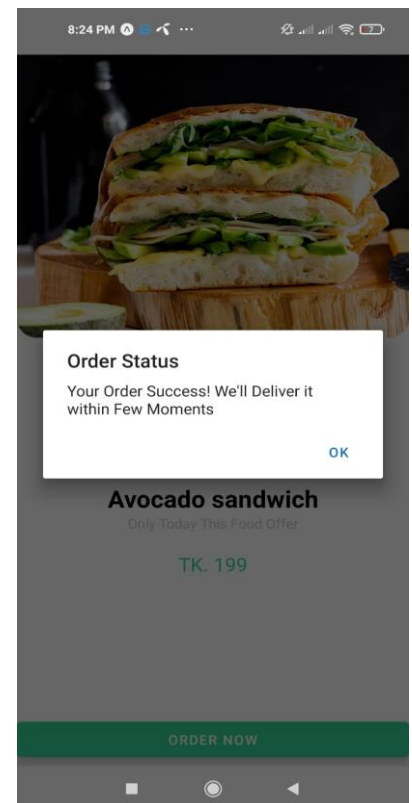 8:24 PM ...
7
Order Status
Your Order Success! We'll Deliver it
within Few Moments
OK
Avocado sandwich
Only Today This Food Offer
TK. 199
ORDER NOW